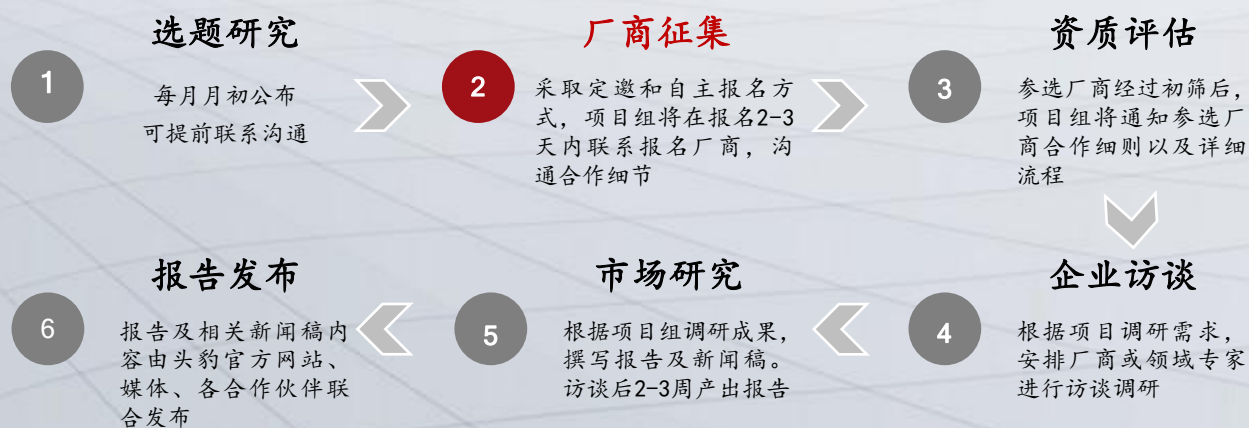 选题研究
1
每月月初公布
可提前联系沟通
厂商征集
2
采取定邀和自主报名方
式，项目组将在报名2-3
天内联系报名厂商，沟
通合作细节
资质评估
3
参选厂商经过初筛后，
项目组将通知参选厂
商合作细则以及详细
流程
企业访谈
4
根据项目调研需求，
安排厂商或领域专家
进行访谈调研
市场研究
5
根据项目组调研成果，
撰写报告及新闻稿。
访谈后2-3周产出报告
报告发布
6
报告及相关新闻稿内
容由头豹官方网站、
媒体、各合作伙伴联
合发布